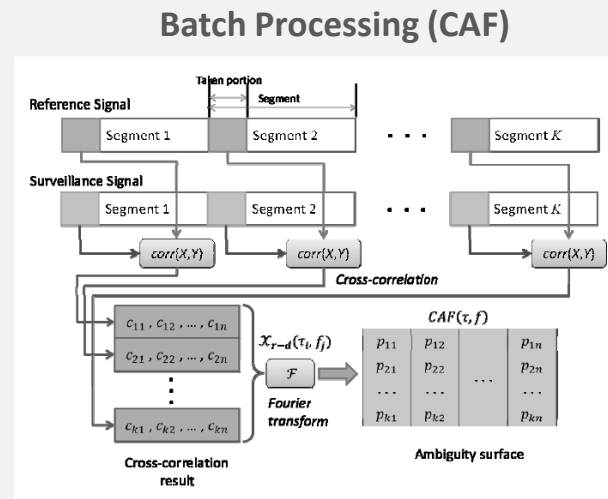 Batch Processing (CAF)
Taken portion
Segment
Reference Signal
Segment 1
Segment 2
. . .
Segment K
Surveillance Signal
Segment 1
Segment 2
. . .
Segment K
corr(X,Y)
corr(X,Y)
corr(X,Y)
Cross-correlation
c₁₁ , c₁₂ , ... , c₁ₙ
c₂₁ , c₂₂ , ... , c₂ₙ
⋮
cₖ₁ , cₖ₂ , ... , cₖₙ
𝒳ᵣ₋d(τᵢ, fⱼ)
ℱ
Fourier
transform
CAF(τ, f)
p₁₁ p₁₂ p₁ₙ
p₂₁ p₂₂ ... p₂ₙ
... ... ...
pₖ₁ pₖ₂ pₖₙ
Cross-correlation
result
Ambiguity surface